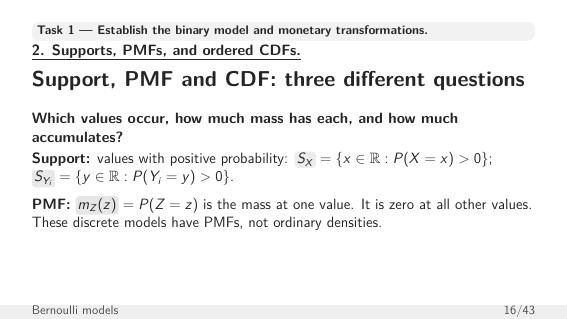 Task 1 — Establish the binary model and monetary transformations.
2. Supports, PMFs, and ordered CDFs.
Support, PMF and CDF: three different questions
Which values occur, how much mass has each, and how much
accumulates?
Support: values with positive probability: S_X = {x ∈ ℝ : P(X = x) > 0};
S_{Y_i} = {y ∈ ℝ : P(Y_i = y) > 0}.
PMF: m_Z(z) = P(Z = z) is the mass at one value. It is zero at all other values.
These discrete models have PMFs, not ordinary densities.
Bernoulli models 16/43